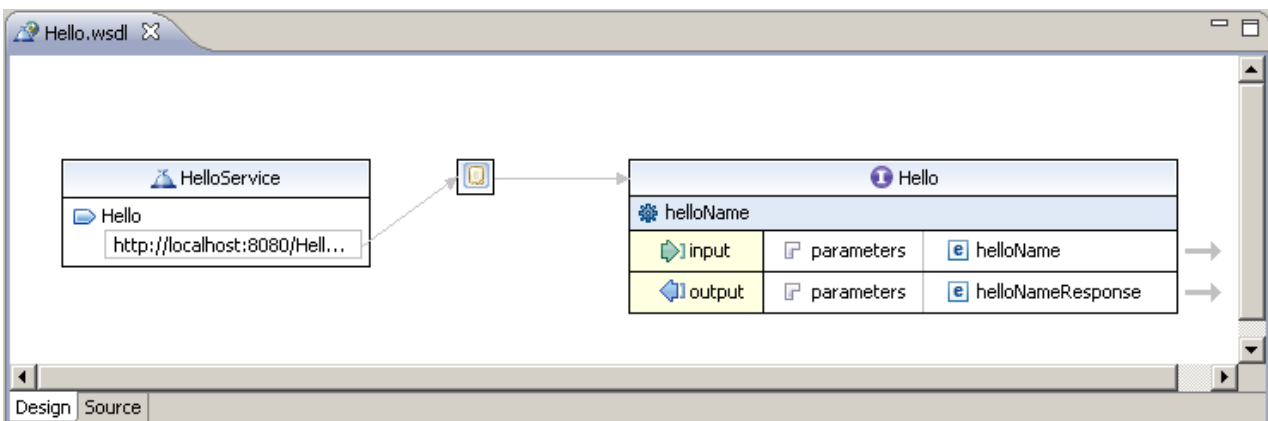 Hello.wsdl
HelloService
Hello
http://localhost:8080/Hell...
Hello
helloName
input parameters helloName
output parameters helloNameResponse
Design Source